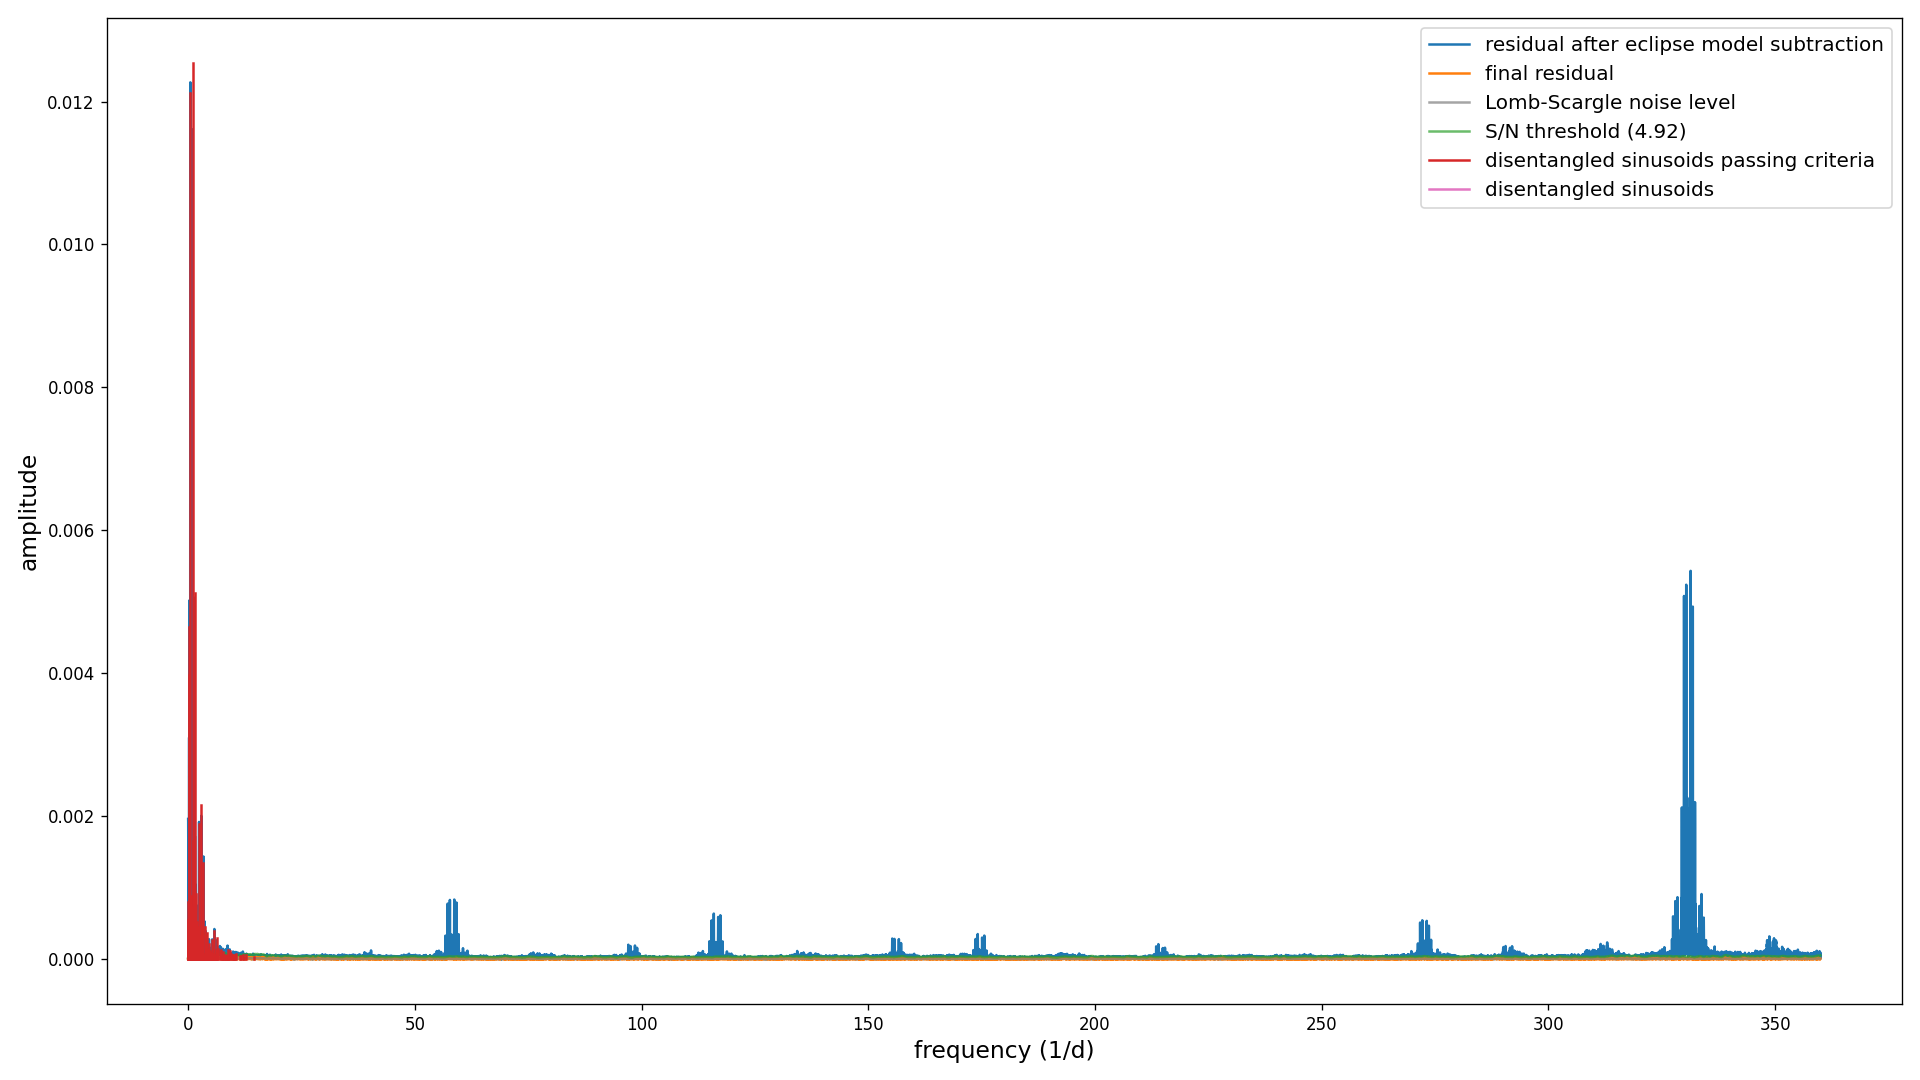 residual after eclipse model subtraction
final residual
Lomb-Scargle noise level
S/N threshold (4.92)
disentangled sinusoids passing criteria
disentangled sinusoids
0.012
0.010
0.008
0.006
0.004
0.002
0.000
amplitude
0 50 100 150 200 250 300 350
frequency (1/d)